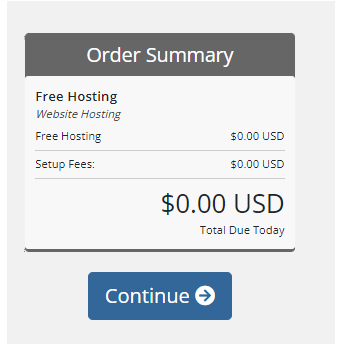 Order Summary
Free Hosting
Website Hosting
Free Hosting $0.00 USD
Setup Fees: $0.00 USD
$0.00 USD
Total Due Today
Continue